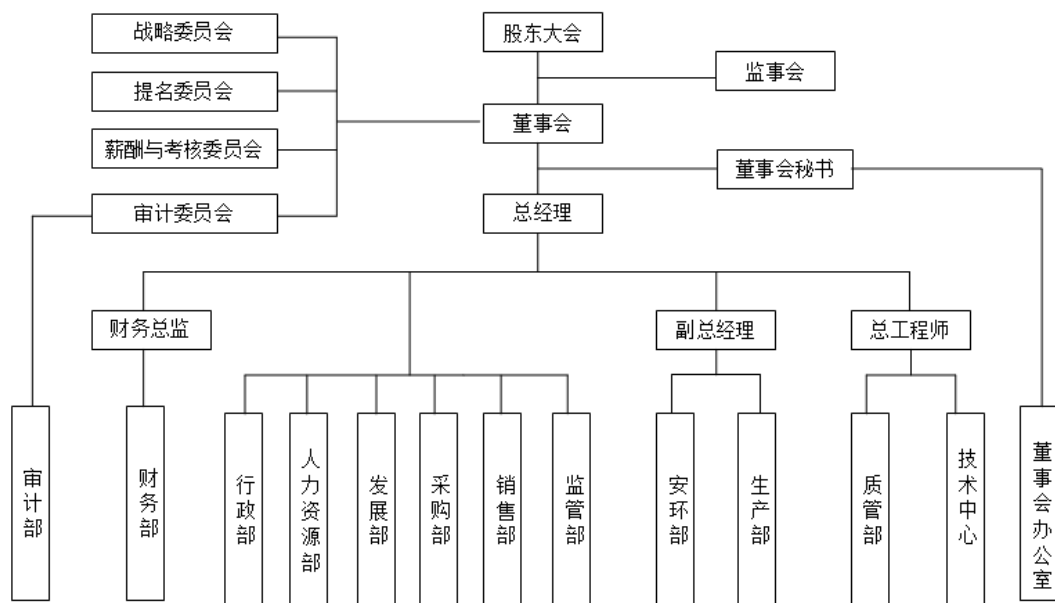 战略委员会
股东大会
提名委员会
监事会
董事会
薪酬与考核委员会
董事会秘书
审计委员会
总经理
财务总监
副总经理
总工程师
审计部
财务部
行政部
人力资源部
发展部
采购部
销售部
监管部
安环部
生产部
质管部
技术中心
董事会办公室